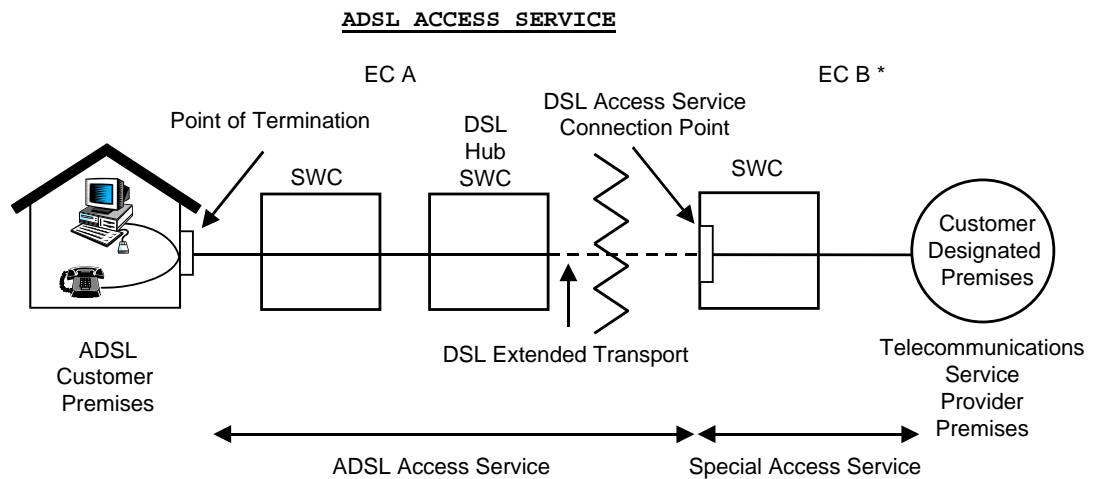 ADSL ACCESS SERVICE
EC A
EC B *
Point of Termination
DSL
Hub
SWC
DSL Access Service
Connection Point
SWC
SWC
Customer
Designated
Premises
DSL Extended Transport
ADSL
Customer
Premises
Telecommunications
Service
Provider
Premises
ADSL Access Service
Special Access Service